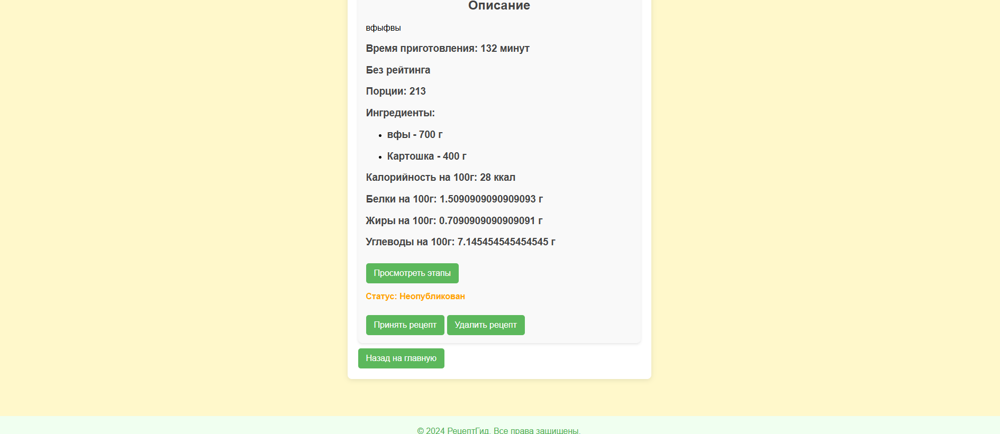 Описание
вфыфвы
Время приготовления: 132 минут
Без рейтинга
Порции: 213
Ингредиенты:
вфы - 700 г
Картошка - 400 г
Калорийность на 100г: 28 ккал
Белки на 100г: 1.5090909090909093 г
Жиры на 100г: 0.7090909090909091 г
Углеводы на 100г: 7.145454545454545 г
Просмотреть этапы
Статус: Неопубликован
Принять рецепт Удалить рецепт
Назад на главную
© 2024 РецептГид. Все права защищены.